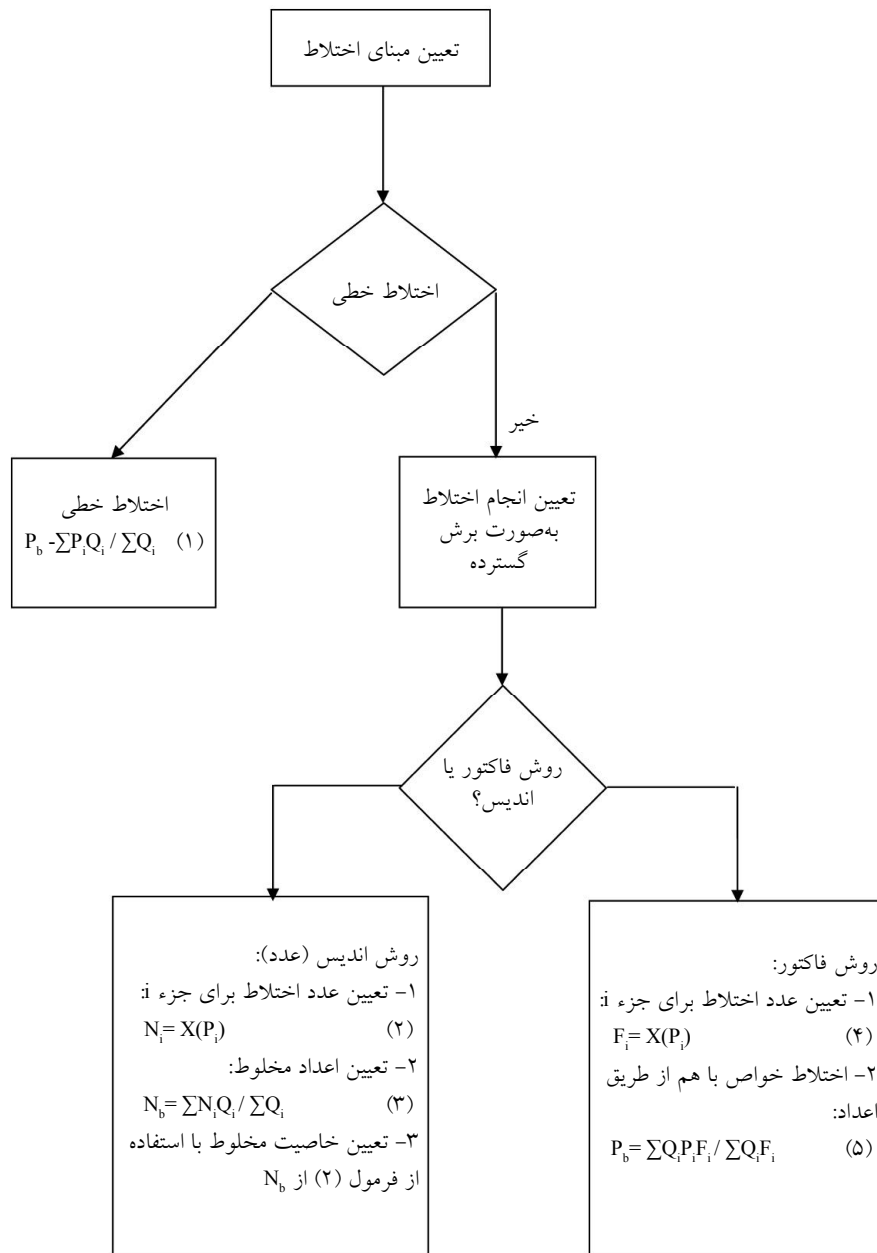 تعیین مبنای اختلاط
اختلاط خطی
خیر
اختلاط خطی
P_b -∑P_iQ_i / ∑Q_i (۱)
تعیین انجام اختلاط
به‌صورت برش
گسترده
روش فاکتور یا
اندیس؟
روش فاکتور:
۱- تعیین عدد اختلاط برای جزء i:
F_i= X(P_i) (۴)
۲- اختلاط خواص با هم از طریق
اعداد:
P_b= ∑Q_iP_iF_i / ∑Q_iF_i (۵)
روش اندیس (عدد):
۱- تعیین عدد اختلاط برای جزء i:
N_i= X(P_i) (۲)
۲- تعیین اعداد مخلوط:
N_b= ∑N_iQ_i / ∑Q_i (۳)
۳- تعیین خاصیت مخلوط با استفاده
از فرمول (۲) از N_b